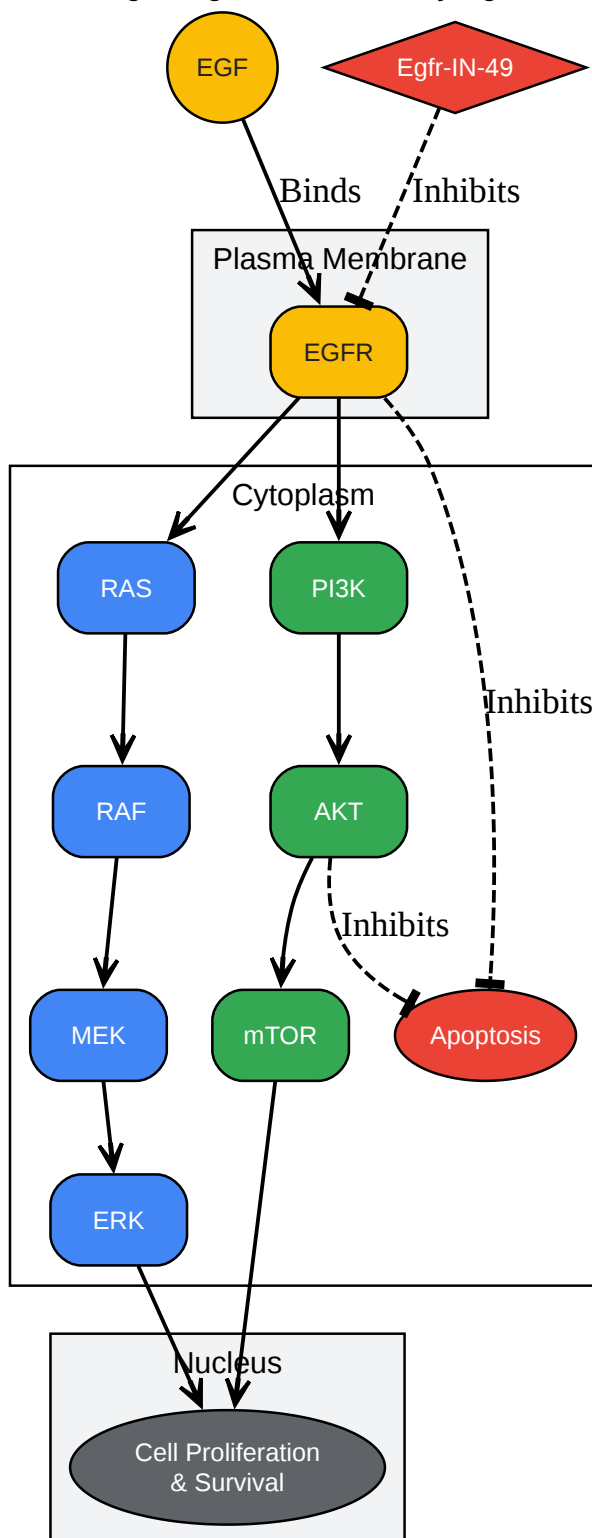 EGF
Egfr-IN-49
Binds
Inhibits
Plasma Membrane
EGFR
Cytoplasm
RAS
PI3K
Inhibits
RAF
AKT
Inhibits
MEK
mTOR
Apoptosis
ERK
Nucleus
Cell Proliferation
& Survival